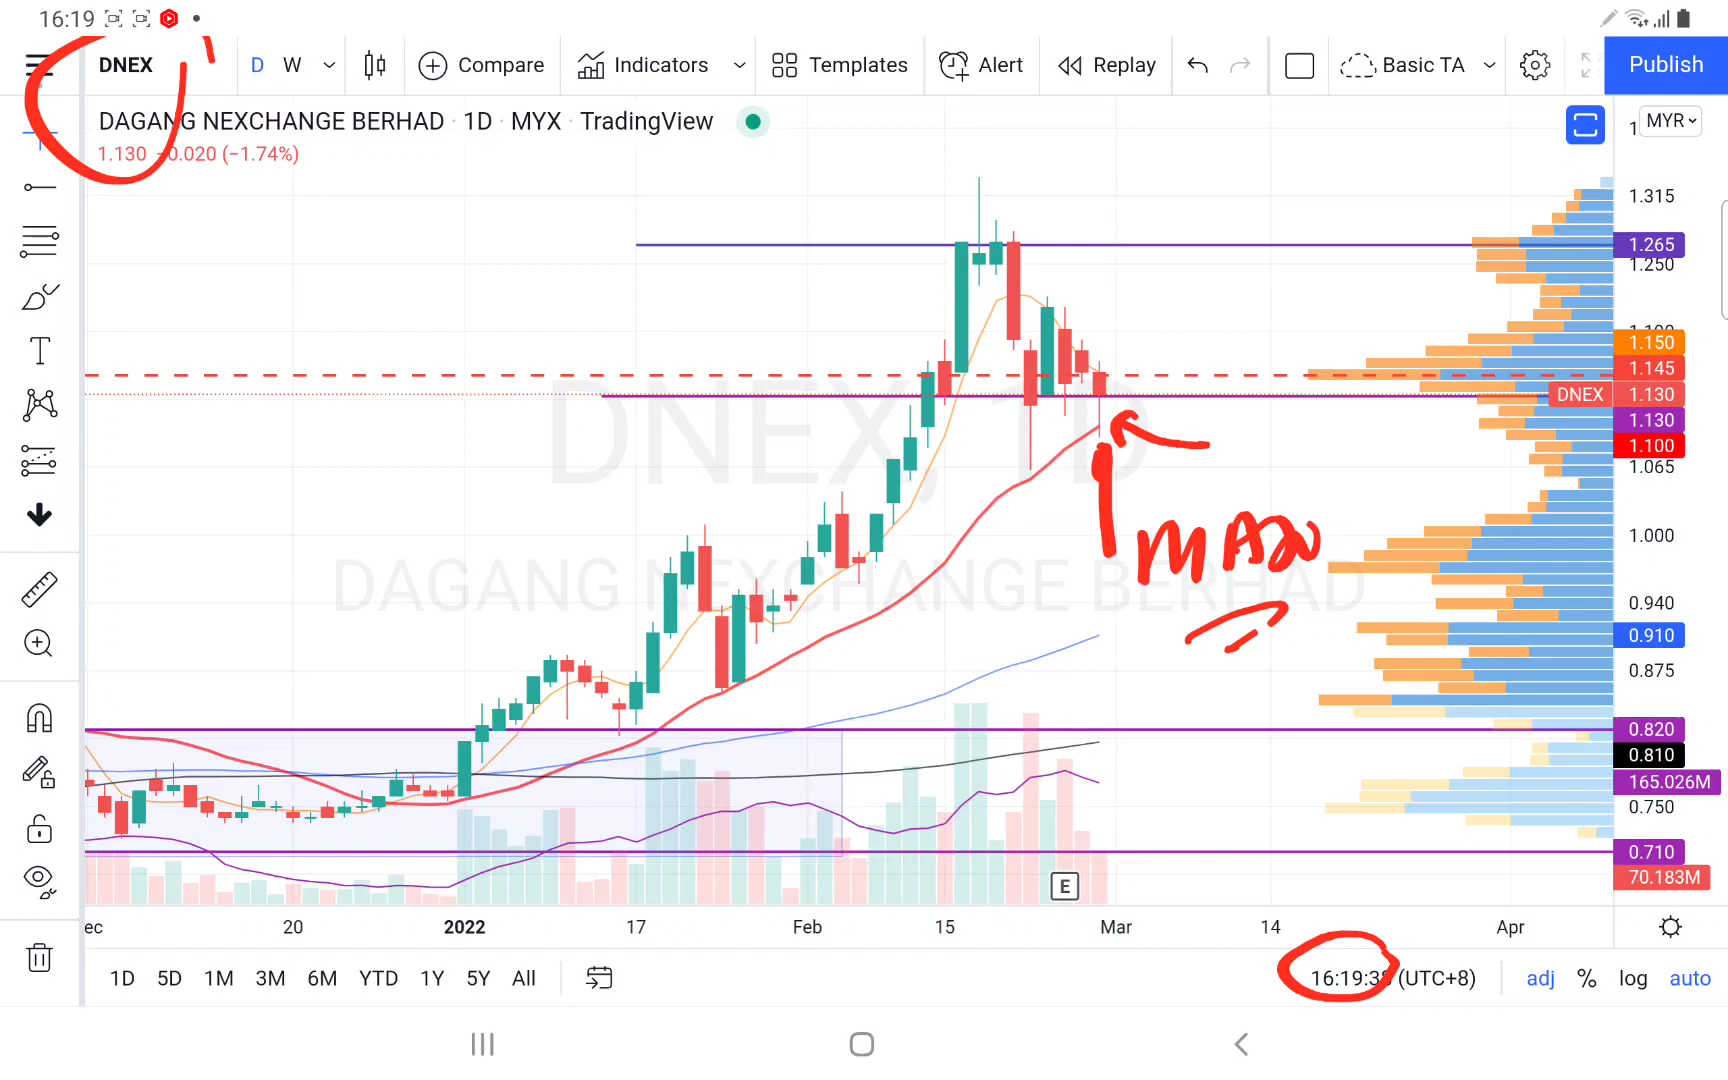 16:19
DNEX D W Compare Indicators Templates Alert Replay Basic TA Publish
DAGANG NEXCHANGE BERHAD · 1D · MYX · TradingView
MYR
1.130 −0.020 (−1.74%)
1.315
1.265
1.250
1.150
1.145
DNEX 1.130
1.130
1.100
1.065
DNEX, 1D
1.000
DAGANG NEXCHANGE BERHAD
0.940
0.910
0.875
0.820
0.810
165.026M
0.750
0.710
70.183M
E
ec 20 2022 17 Feb 15 Mar 14 Apr
1D 5D 1M 3M 6M YTD 1Y 5Y All 16:19:38 (UTC+8) adj % log auto